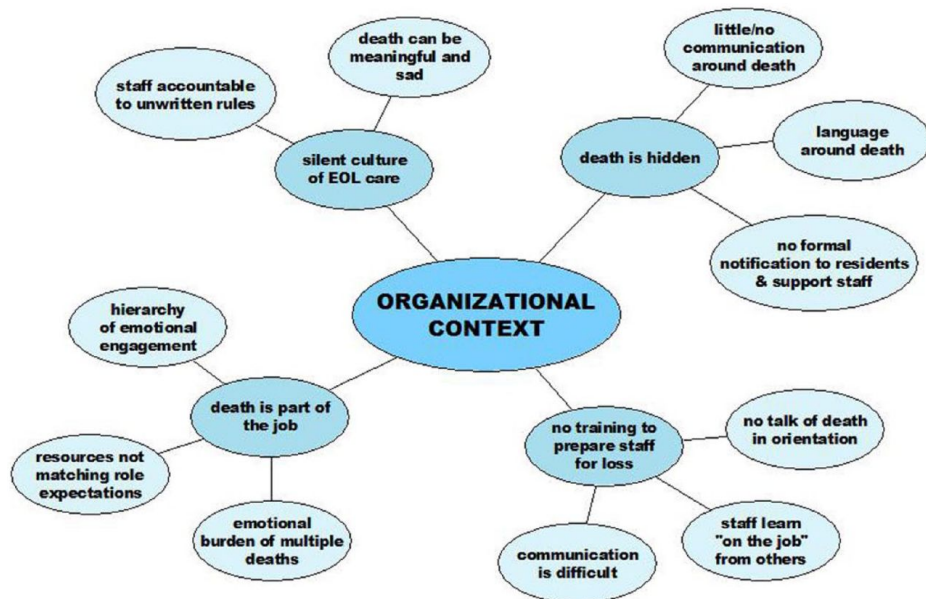 death can be
meaningful and
sad
staff accountable
to unwritten rules
silent culture
of EOL care
little/no
communication
around death
language
around death
death is hidden
no formal
notification to residents
& support staff
ORGANIZATIONAL
CONTEXT
hierarchy
of emotional
engagement
death is part of
the job
resources not
matching role
expectations
emotional
burden of multiple
deaths
no training to
prepare staff
for loss
no talk of death
in orientation
staff learn
"on the job"
from others
communication
is difficult